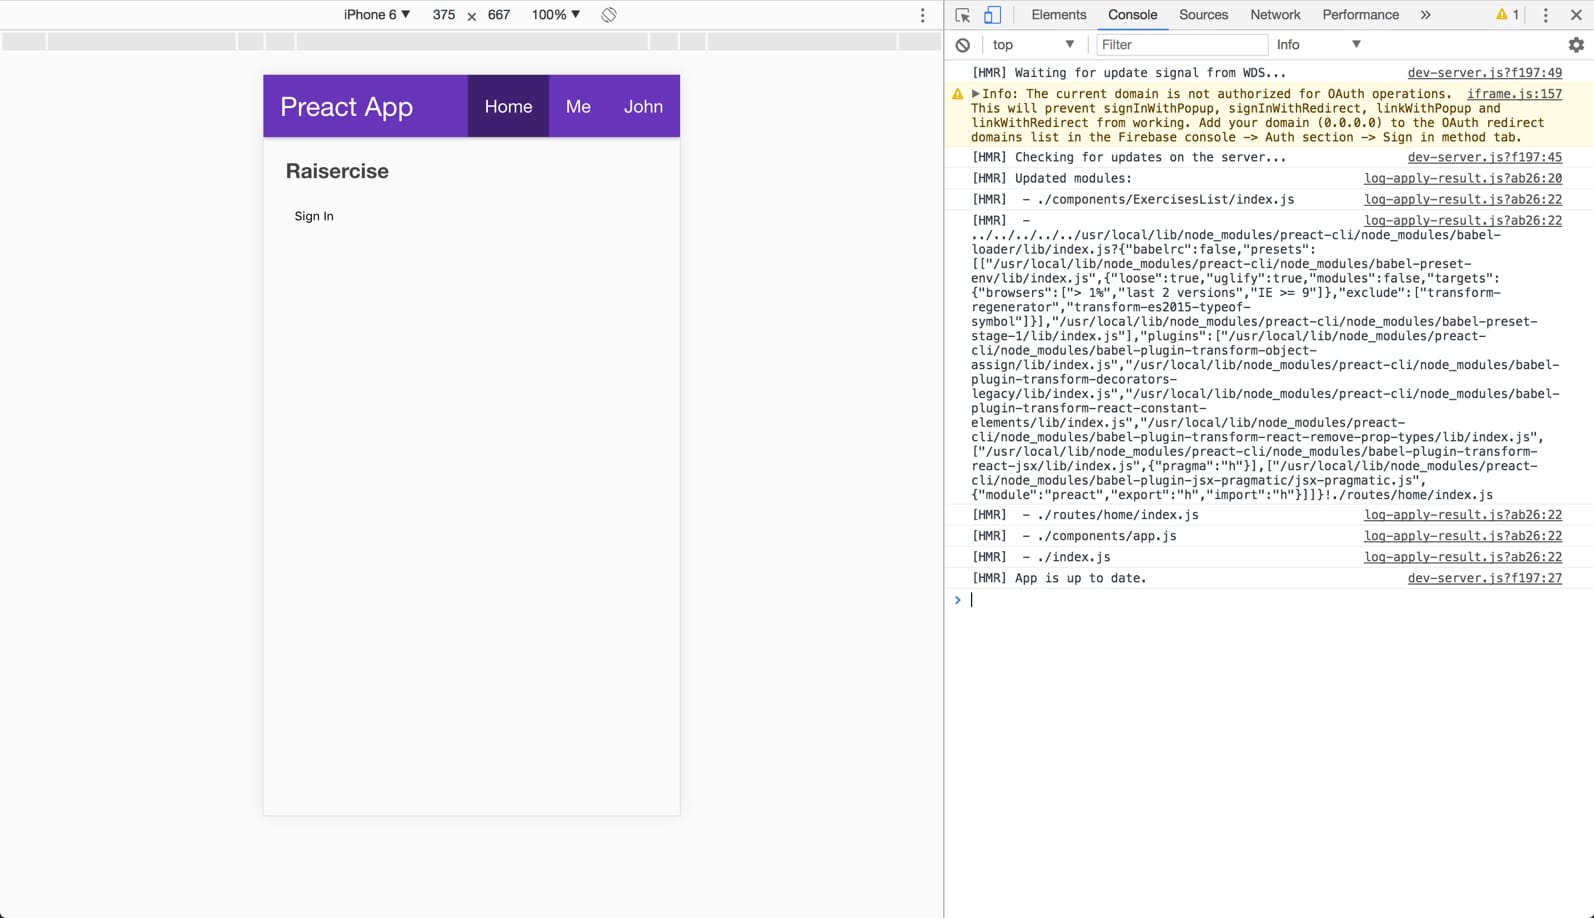 iPhone 6 ▼ 375 × 667 100% ▼
Elements Console Sources Network Performance » 1
top ▼ Filter Info ▼
Preact App Home Me John
Raisercise
Sign In
[HMR] Waiting for update signal from WDS... dev-server.js?f197:49
▶Info: The current domain is not authorized for OAuth operations. iframe.js:157
This will prevent signInWithPopup, signInWithRedirect, linkWithPopup and
linkWithRedirect from working. Add your domain (0.0.0.0) to the OAuth redirect
domains list in the Firebase console -> Auth section -> Sign in method tab.
[HMR] Checking for updates on the server... dev-server.js?f197:45
[HMR] Updated modules: log-apply-result.js?ab26:20
[HMR]  - ./components/ExercisesList/index.js log-apply-result.js?ab26:22
[HMR]  - log-apply-result.js?ab26:22
../../../../../usr/local/lib/node_modules/preact-cli/node_modules/babel-
loader/lib/index.js?{"babelrc":false,"presets":
[["/usr/local/lib/node_modules/preact-cli/node_modules/babel-preset-
env/lib/index.js",{"loose":true,"uglify":true,"modules":false,"targets":
{"browsers":["> 1%","last 2 versions","IE >= 9"]},"exclude":["transform-
regenerator","transform-es2015-typeof-
symbol"]}],"/usr/local/lib/node_modules/preact-cli/node_modules/babel-preset-
stage-1/lib/index.js"],"plugins":["/usr/local/lib/node_modules/preact-
cli/node_modules/babel-plugin-transform-object-
assign/lib/index.js","/usr/local/lib/node_modules/preact-cli/node_modules/babel-
plugin-transform-decorators-
legacy/lib/index.js","/usr/local/lib/node_modules/preact-cli/node_modules/babel-
plugin-transform-react-constant-
elements/lib/index.js","/usr/local/lib/node_modules/preact-
cli/node_modules/babel-plugin-transform-react-remove-prop-types/lib/index.js",
["/usr/local/lib/node_modules/preact-cli/node_modules/babel-plugin-transform-
react-jsx/lib/index.js",{"pragma":"h"}],["/usr/local/lib/node_modules/preact-
cli/node_modules/babel-plugin-jsx-pragmatic/jsx-pragmatic.js",
{"module":"preact","export":"h","import":"h"}]]}!./routes/home/index.js
[HMR]  - ./routes/home/index.js log-apply-result.js?ab26:22
[HMR]  - ./components/app.js log-apply-result.js?ab26:22
[HMR]  - ./index.js log-apply-result.js?ab26:22
[HMR] App is up to date. dev-server.js?f197:27
>